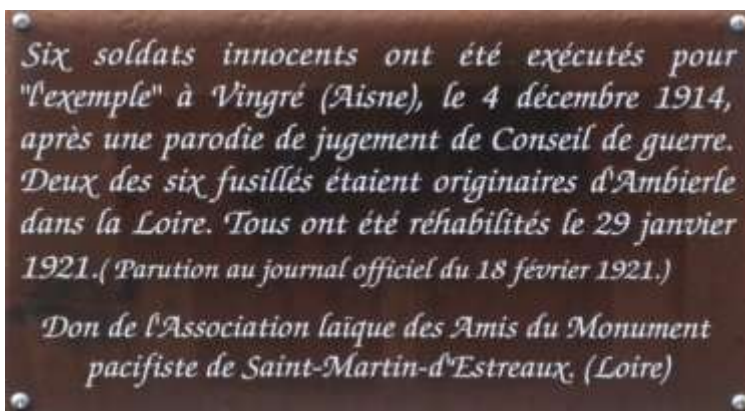 Six soldats innocents ont été exécutés pour
"l'exemple" à Vingré (Aisne), le 4 décembre 1914,
après une parodie de jugement de Conseil de guerre.
Deux des six fusillés étaient originaires d'Ambierle
dans la Loire. Tous ont été réhabilités le 29 janvier
1921.( Parution au journal officiel du 18 février 1921.)
Don de l'Association laïque des Amis du Monument
pacifiste de Saint-Martin-d'Estreaux. (Loire)